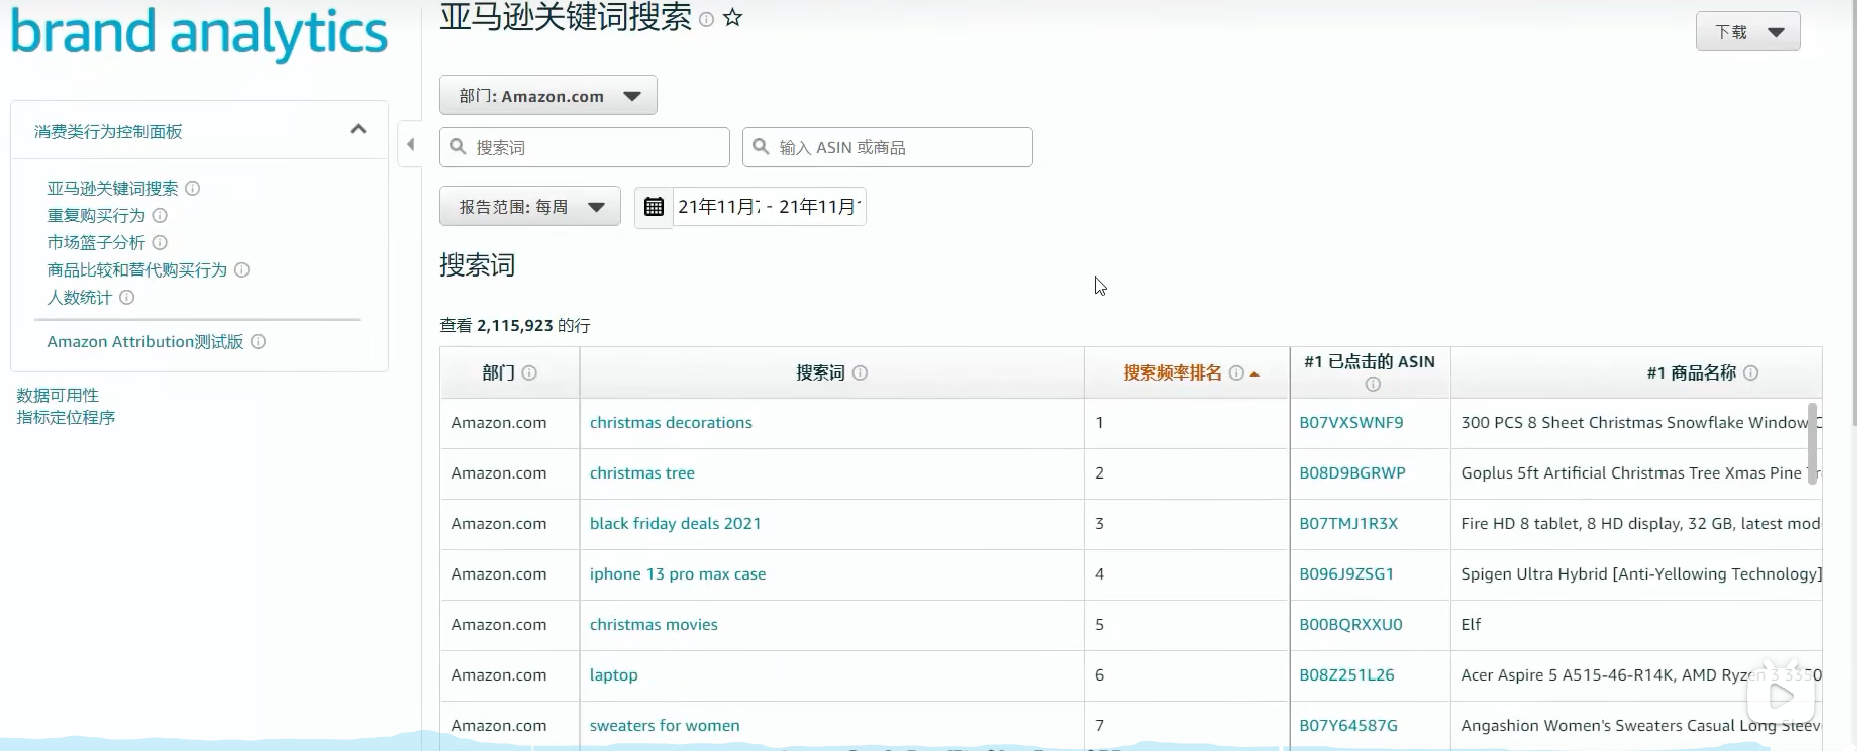 brand analytics
消费类行为控制面板
亚马逊关键词搜索
重复购买行为
市场篮子分析
商品比较和替代购买行为
人数统计
Amazon Attribution测试版
数据可用性
指标定位程序
亚马逊关键词搜索
下载
部门: Amazon.com
搜索词
输入 ASIN 或商品
报告范围: 每周
21年11月 - 21年11月
搜索词
查看 2,115,923 的行
部门 搜索词 搜索频率排名 #1 已点击的 ASIN #1 商品名称
Amazon.com christmas decorations 1 B07VXSWNF9 300 PCS 8 Sheet Christmas Snowflake Window
Amazon.com christmas tree 2 B08D9BGRWP Goplus 5ft Artificial Christmas Tree Xmas Pine
Amazon.com black friday deals 2021 3 B07TMJ1R3X Fire HD 8 tablet, 8 HD display, 32 GB, latest mod
Amazon.com iphone 13 pro max case 4 B096J9ZSG1 Spigen Ultra Hybrid [Anti-Yellowing Technology]
Amazon.com christmas movies 5 B00BQRXXU0 Elf
Amazon.com laptop 6 B08Z251L26 Acer Aspire 5 A515-46-R14K, AMD Ryzen 3 3350
Amazon.com sweaters for women 7 B07Y64587G Angashion Women's Sweaters Casual Long Sleev